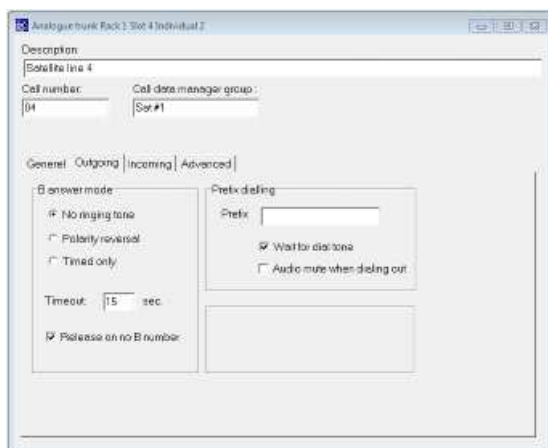 Analogue trunk Rack 1 Slot 4 Individual 2
Description
Satellite line 4
Call number: Call data manager group :
04 Sat #1
General Outgoing Incoming Advanced
B answer mode Prefix dialling
No ringing tone Prefix
Polarity reversal Wait for dial tone
Timed only Audio mute when dialing out
Timeout: 15 sec.
Release on no B number